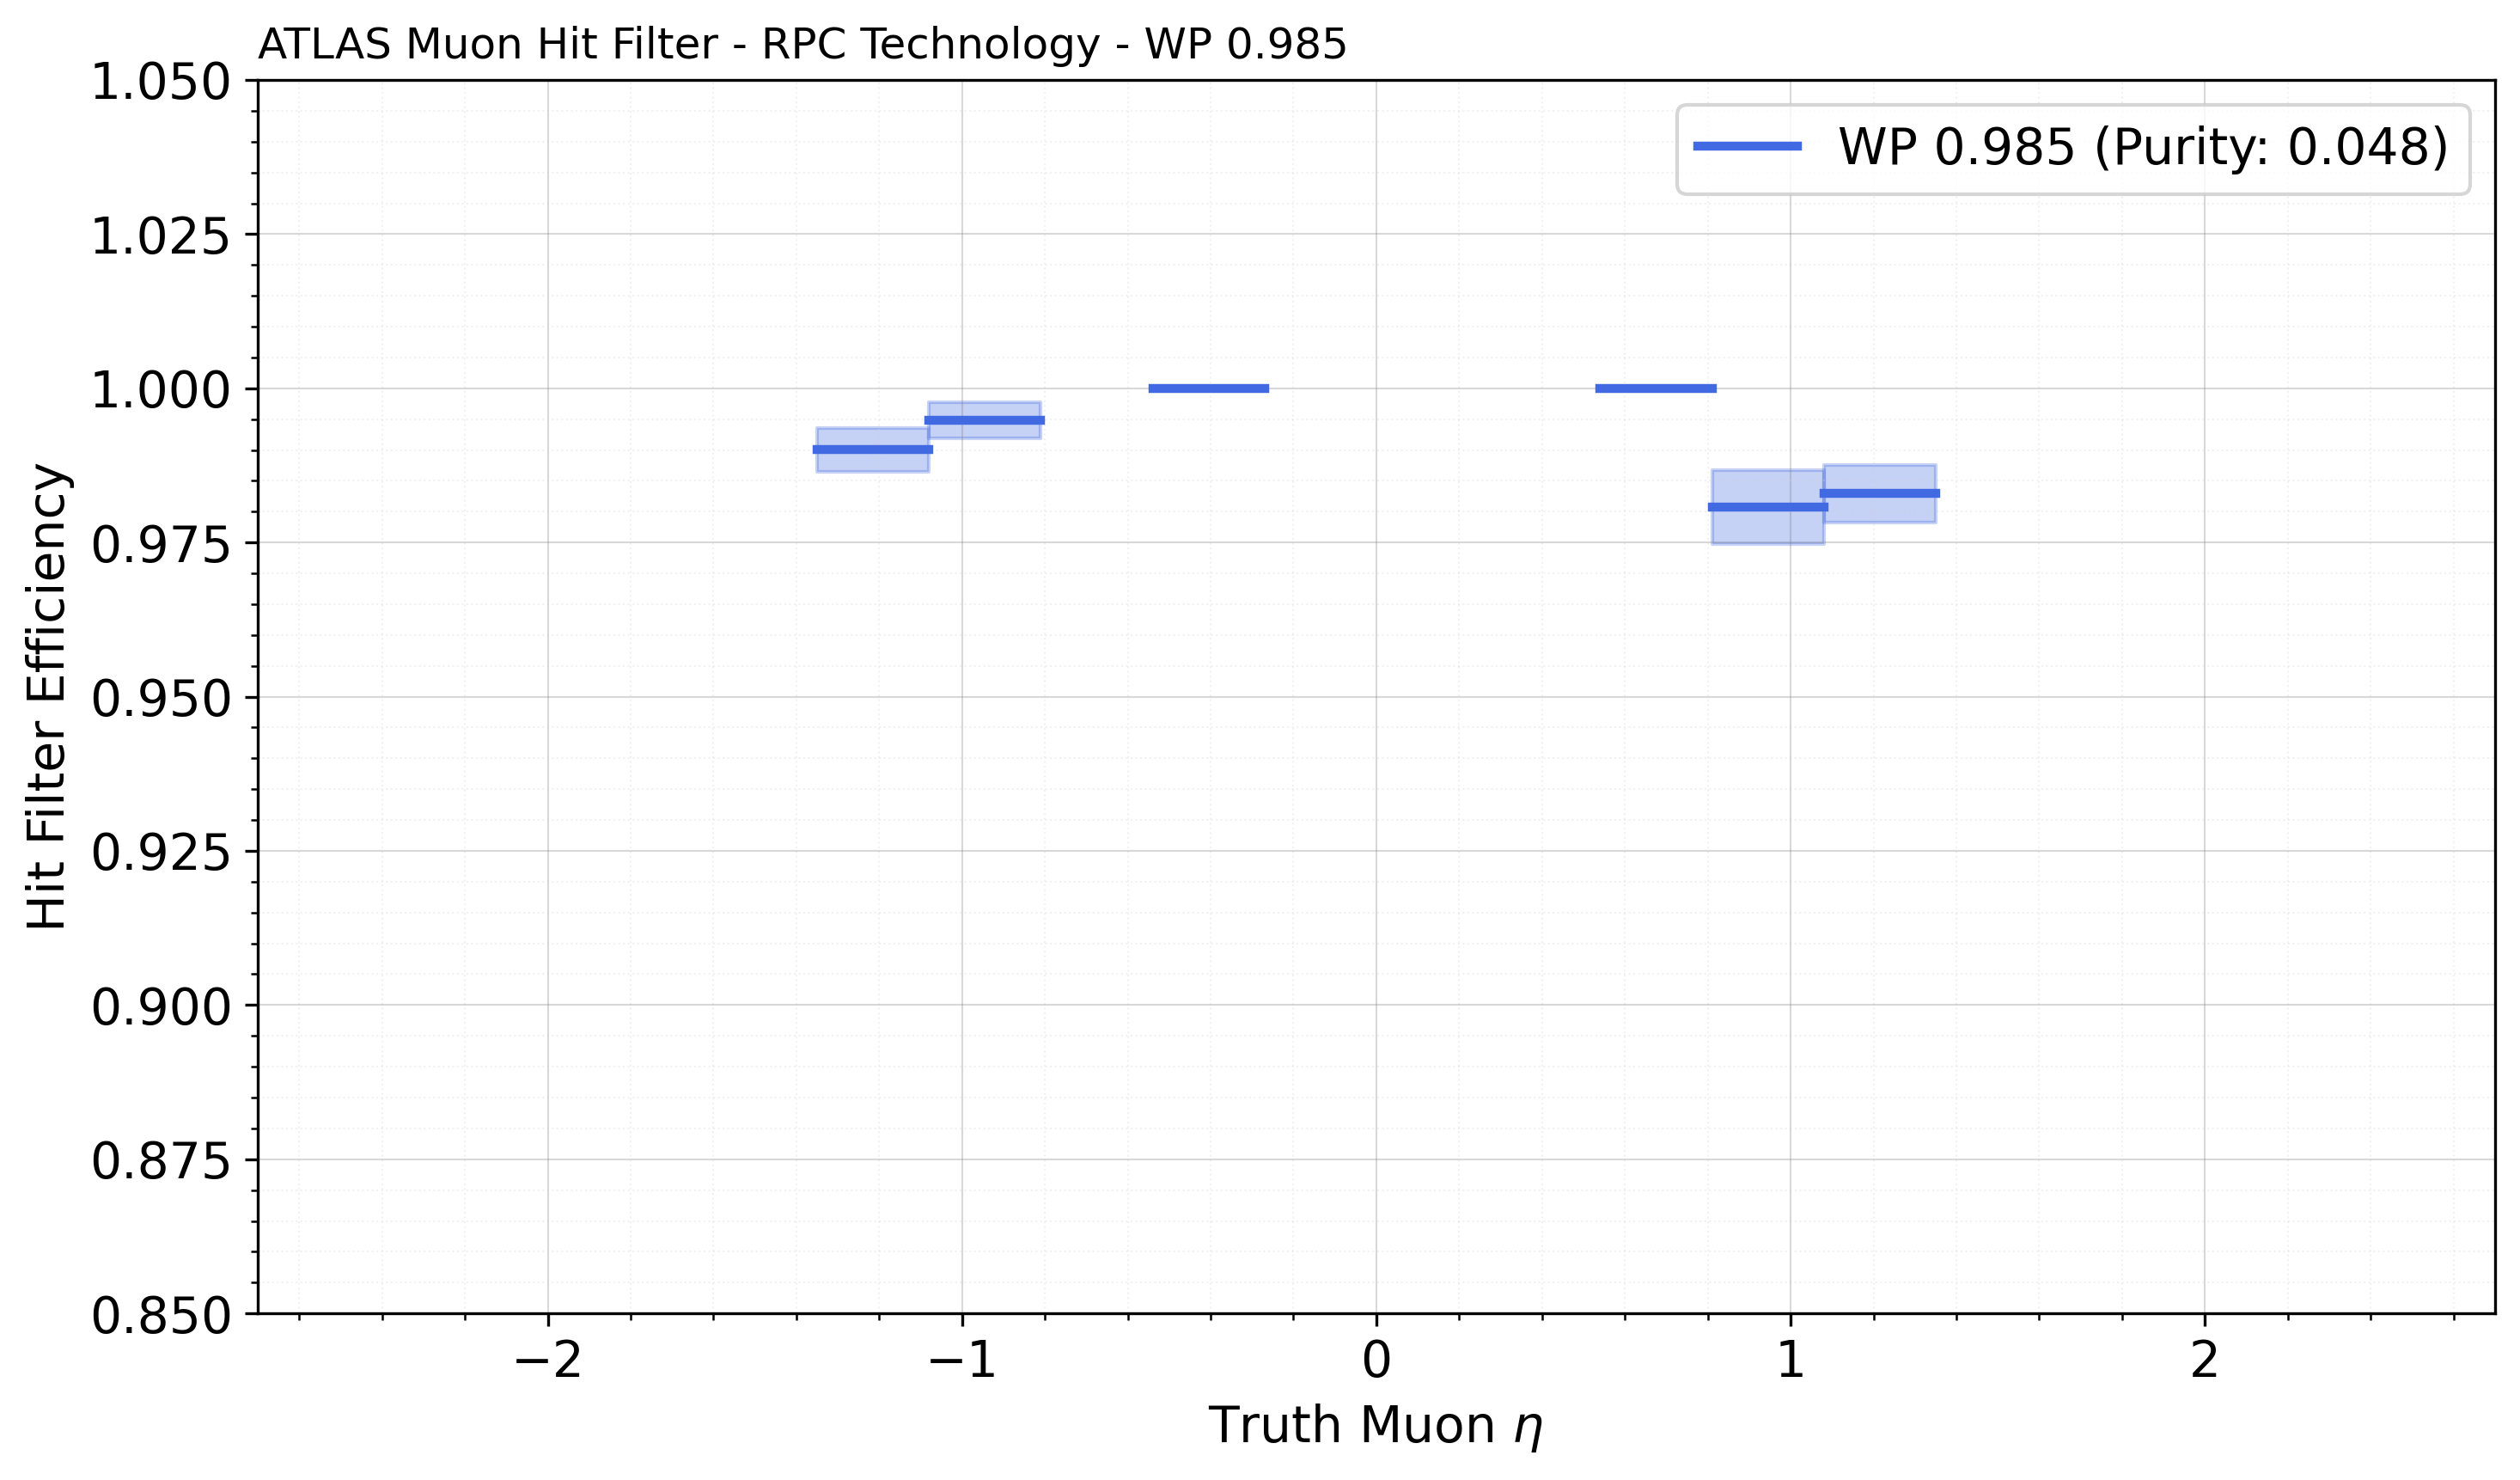 ATLAS Muon Hit Filter - RPC Technology - WP 0.985
WP 0.985 (Purity: 0.048)
Hit Filter Efficiency
1.050
1.025
1.000
0.975
0.950
0.925
0.900
0.875
0.850
−2 −1 0 1 2
Truth Muon η